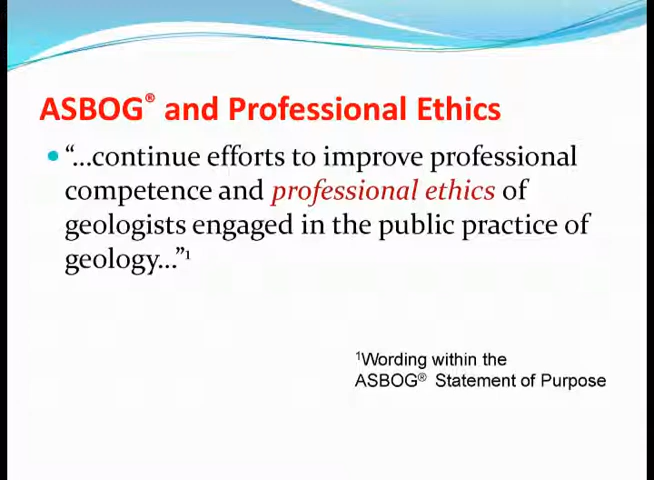 ASBOG® and Professional Ethics
• “...continue efforts to improve professional
competence and professional ethics of
geologists engaged in the public practice of
geology...”¹
¹Wording within the
ASBOG® Statement of Purpose